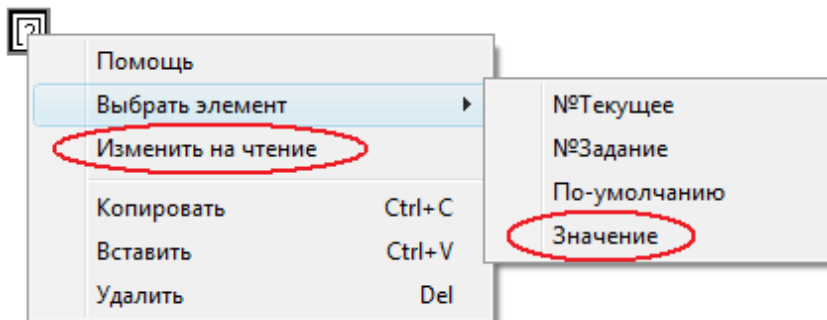 ?
Помощь
Выбрать элемент
Изменить на чтение
Копировать Ctrl+C
Вставить Ctrl+V
Удалить Del
№Текущее
№Задание
По-умолчанию
Значение